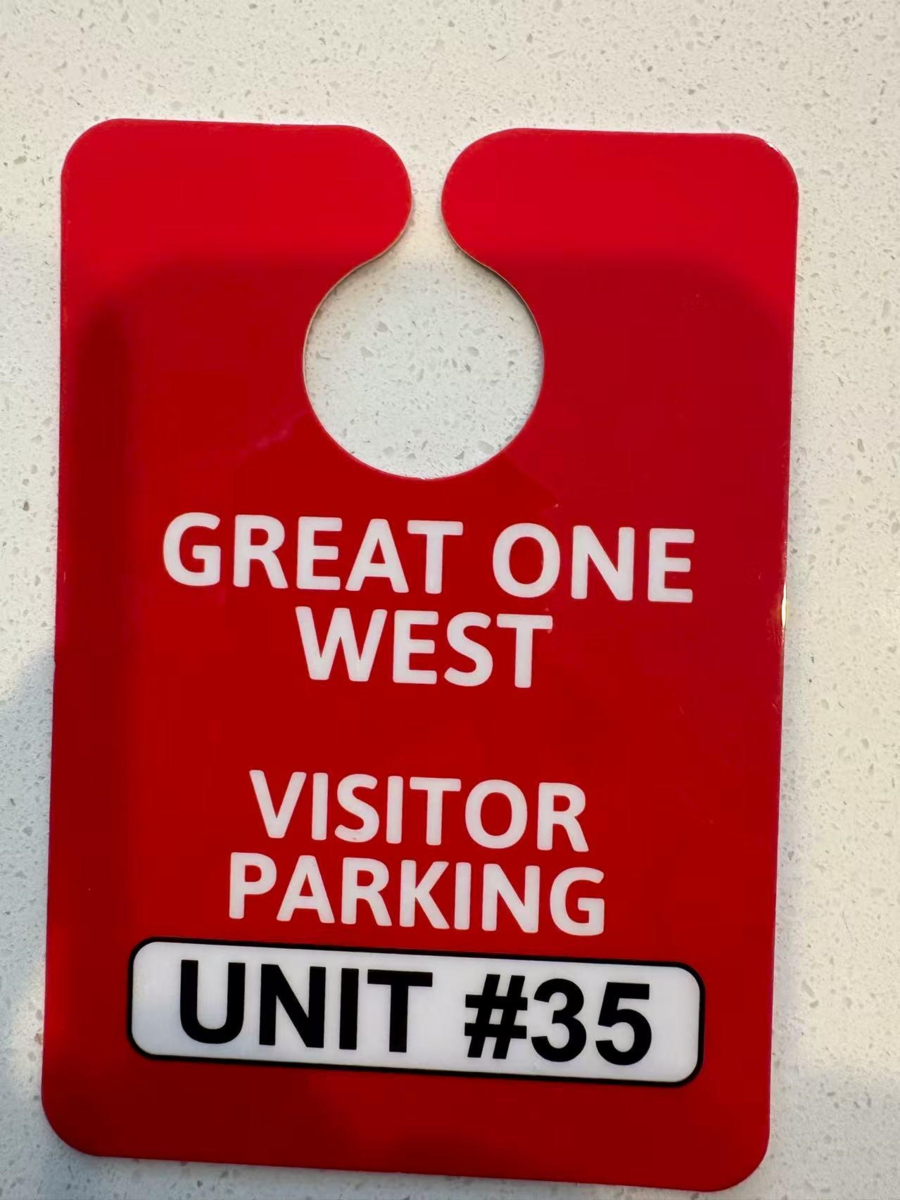 GREAT ONE
WEST
VISITOR
PARKING
UNIT #35